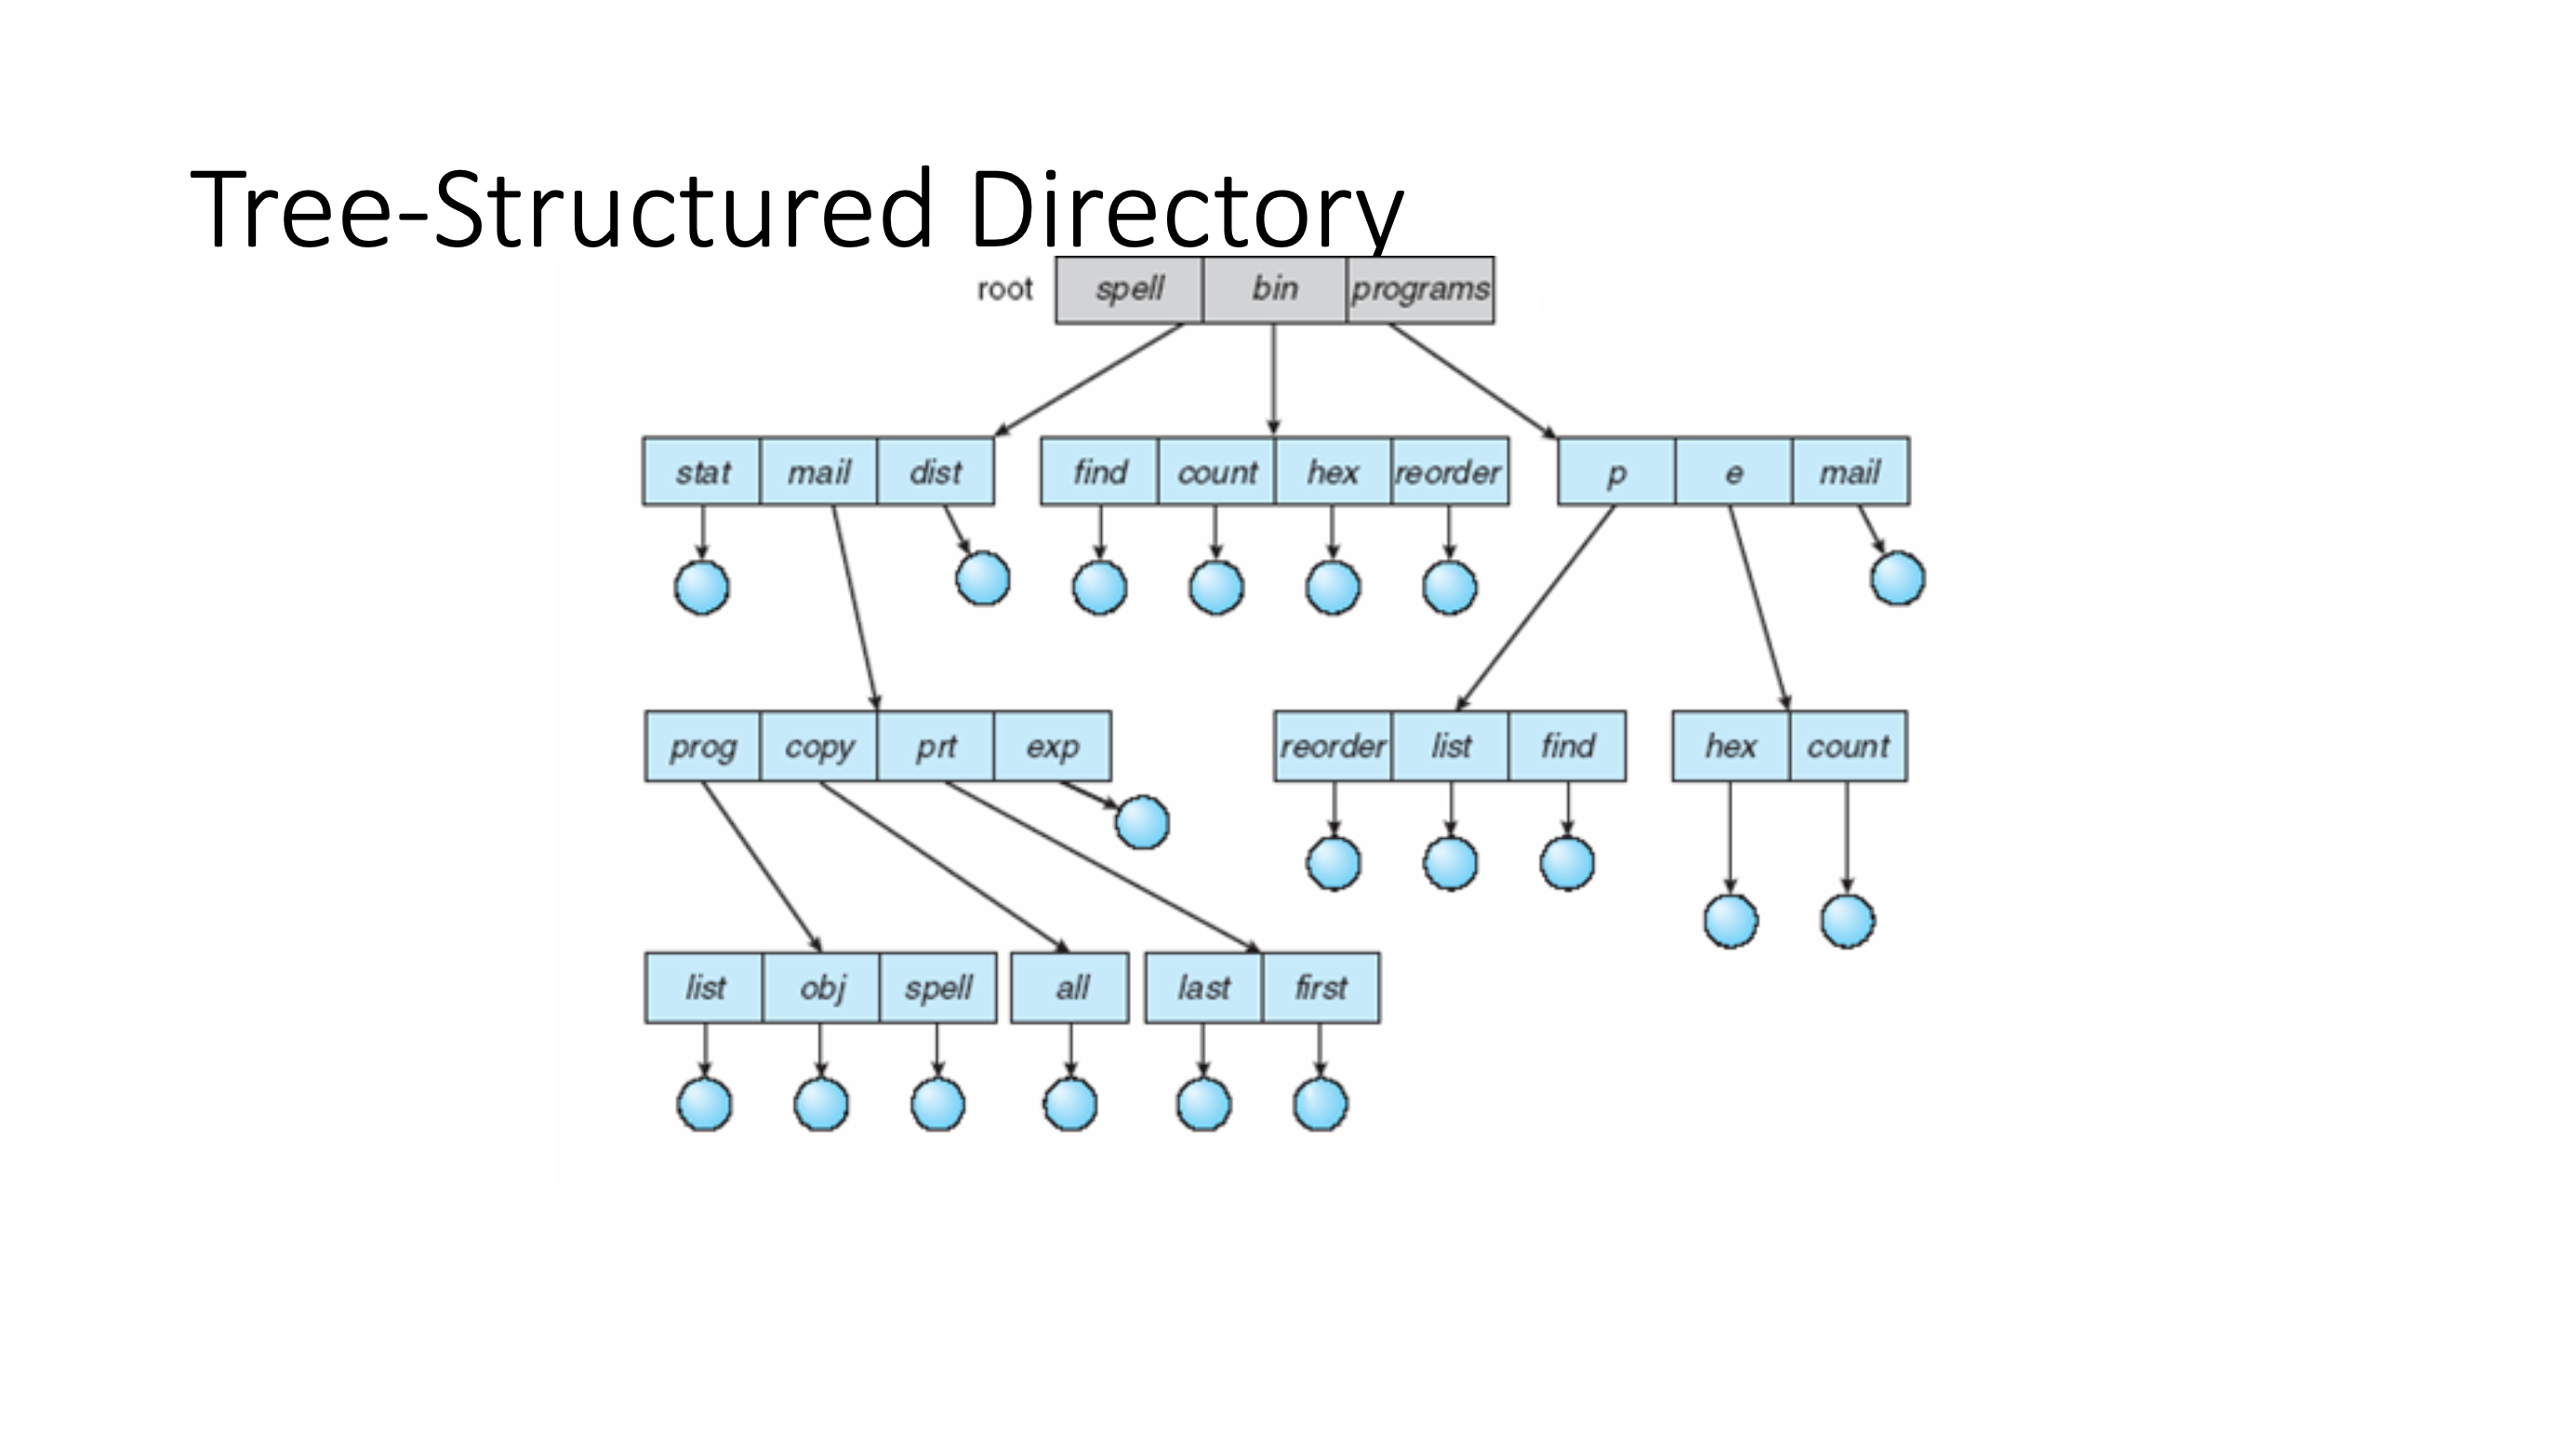 Tree-Structured Directory
root spell bin programs
stat mail dist find count hex reorder p e mail
prog copy prt exp reorder list find hex count
list obj spell all last first